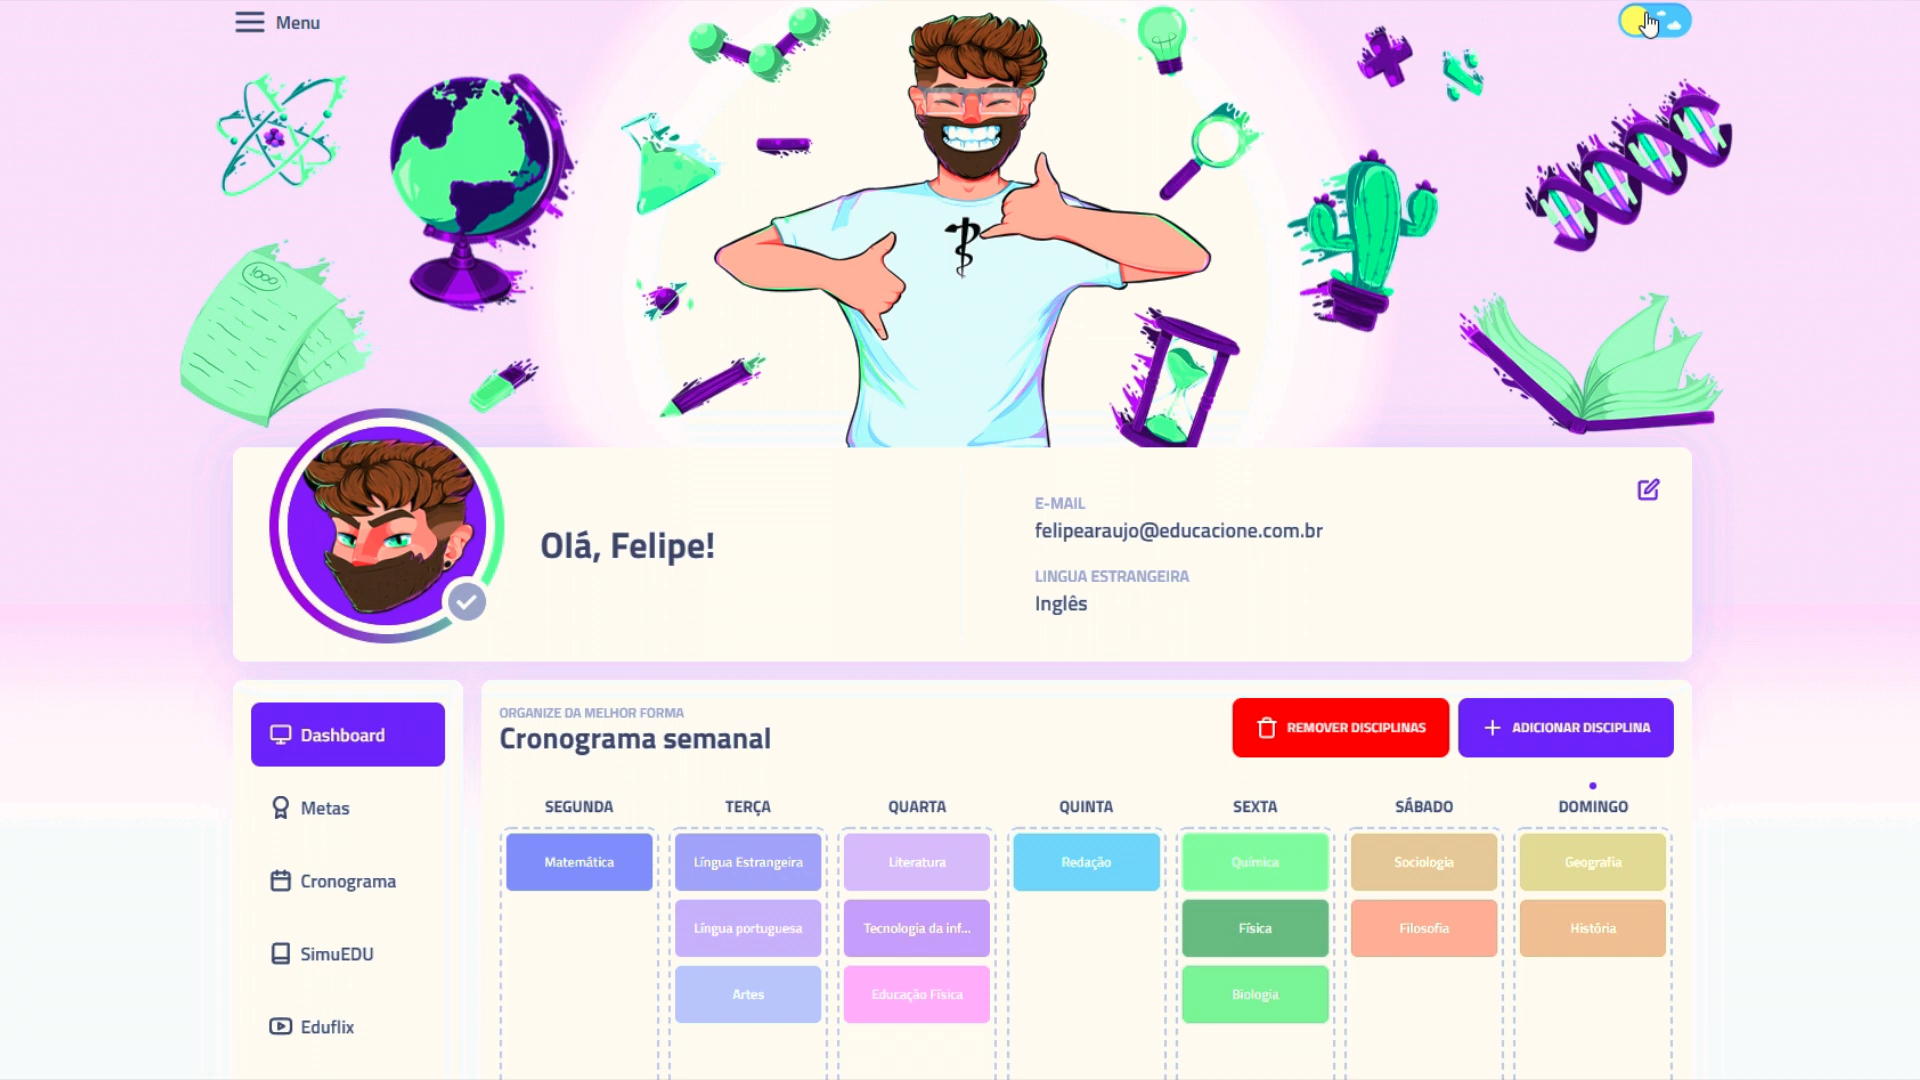 Menu
1000
Olá, Felipe!
E-MAIL
felipearaujo@educacione.com.br
LINGUA ESTRANGEIRA
Inglês
Dashboard
Metas
Cronograma
SimuEDU
Eduflix
ORGANIZE DA MELHOR FORMA
Cronograma semanal
REMOVER DISCIPLINAS
ADICIONAR DISCIPLINA
SEGUNDA TERÇA QUARTA QUINTA SEXTA SÁBADO DOMINGO
Matemática Língua Estrangeira Literatura Redação Química Sociologia Geografia
Língua portuguesa Tecnologia da inf... Física Filosofia História
Artes Educação Física Biologia